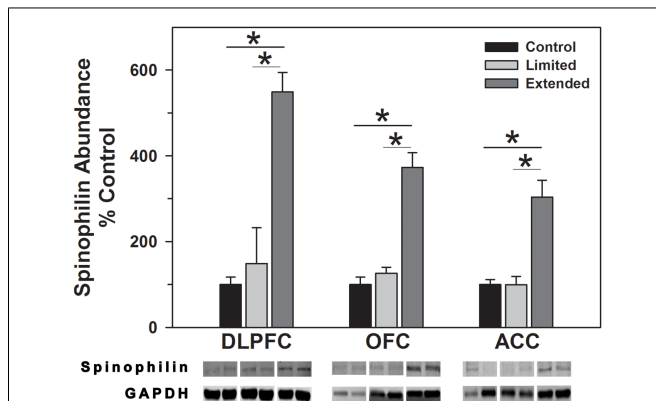 Spinophilin Abundance
% Control
600
400
200
0
Control
Limited
Extended
*
*
*
*
*
*
DLPFC
OFC
ACC
Spinophilin
GAPDH